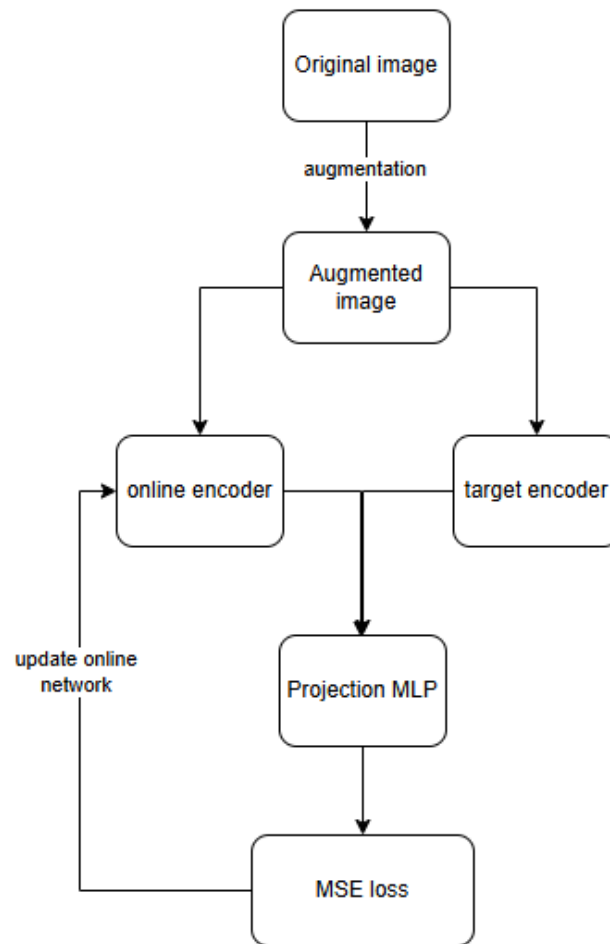 Original image
augmentation
Augmented
image
online encoder
target encoder
Projection MLP
update online
network
MSE loss